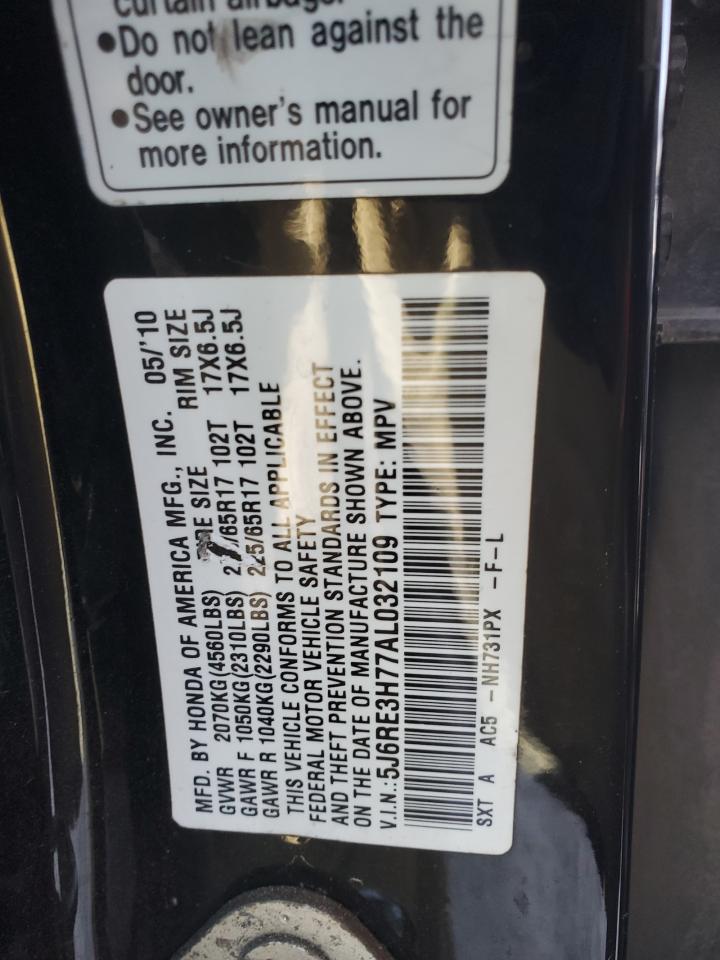 curtain airbags.
•Do not lean against the
door.
•See owner's manual for
more information.
MFD. BY HONDA OF AMERICA MFG., INC. 05/'10
GVWR 2070KG(4560LBS) SIZE RIM SIZE
GAWR F 1050KG(2310LBS) 102T 17X6.5J
GAWR R 1040KG(2290LBS) 225/65R17 102T 17X6.5J
THIS VEHICLE CONFORMS TO ALL APPLICABLE
FEDERAL MOTOR VEHICLE SAFETY
AND THEFT PREVENTION STANDARDS IN EFFECT
ON THE DATE OF MANUFACTURE SHOWN ABOVE.
V.I.N.:5J6RE3H77AL032109 TYPE: MPV
SXT A AC5 -NH731PX -F-L